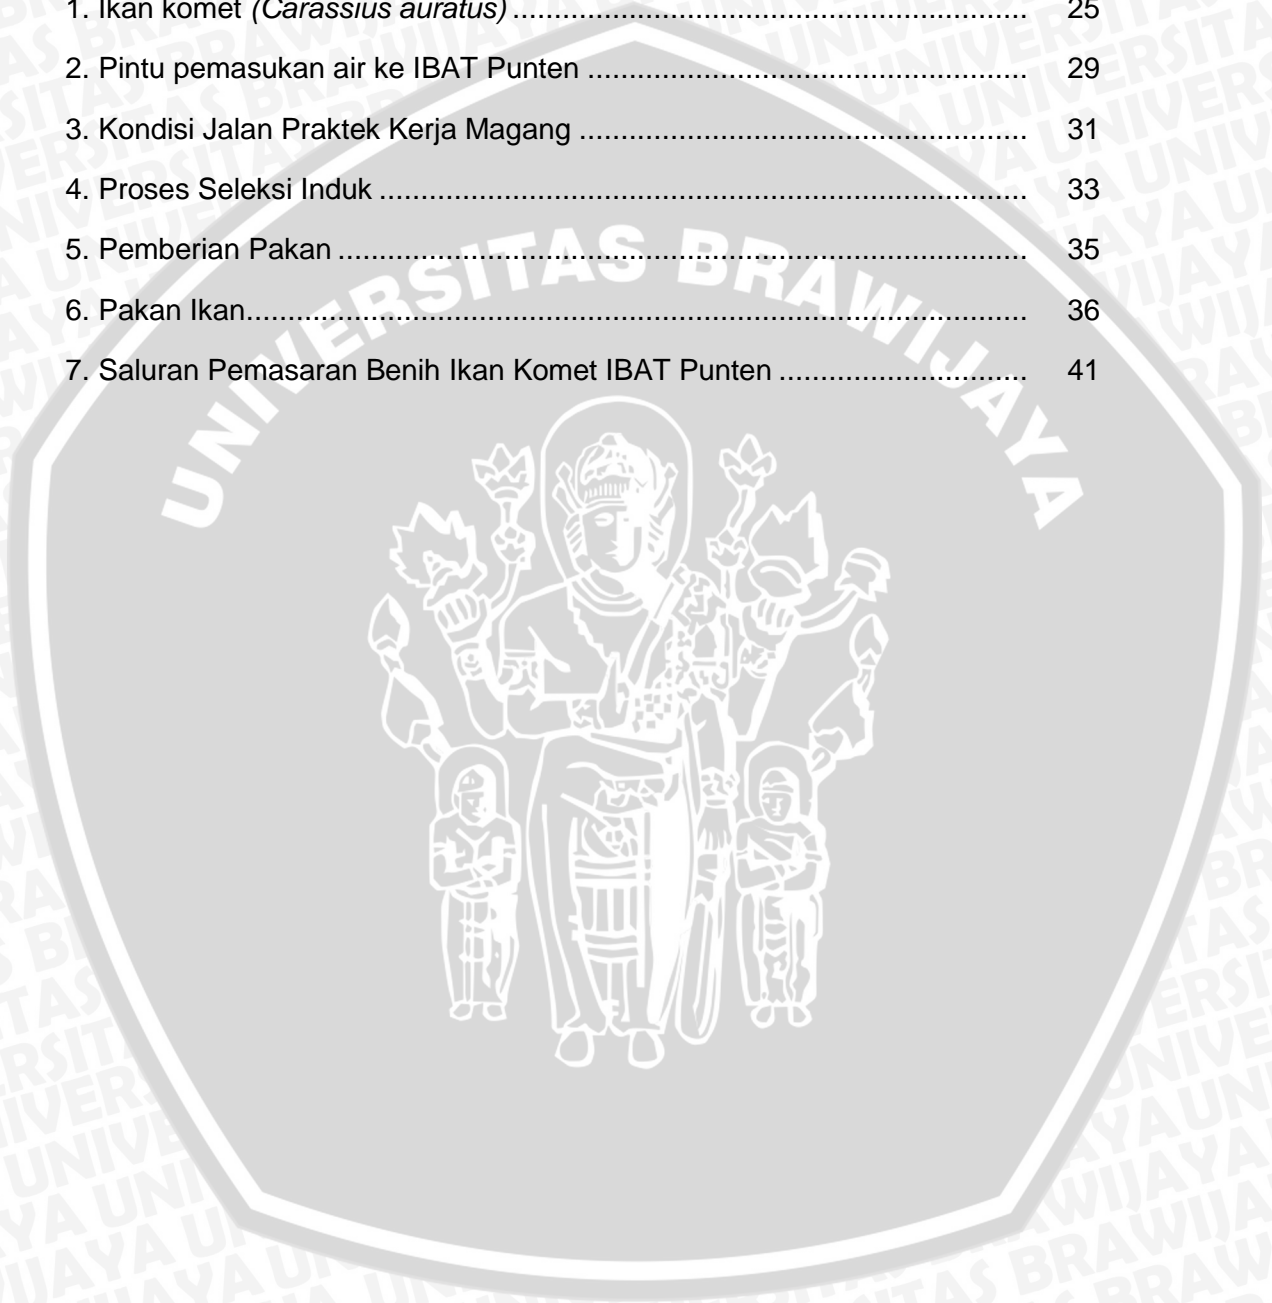 1. Ikan komet (Carassius auratus) .............................................................. 25
2. Pintu pemasukan air ke IBAT Punten ..................................................... 29
3. Kondisi Jalan Praktek Kerja Magang ...................................................... 31
4. Proses Seleksi Induk .............................................................................. 33
5. Pemberian Pakan ................................................................................... 35
6. Pakan Ikan.............................................................................................. 36
7. Saluran Pemasaran Benih Ikan Komet IBAT Punten .............................. 41
UNIVERSITAS BRAWIJAYA